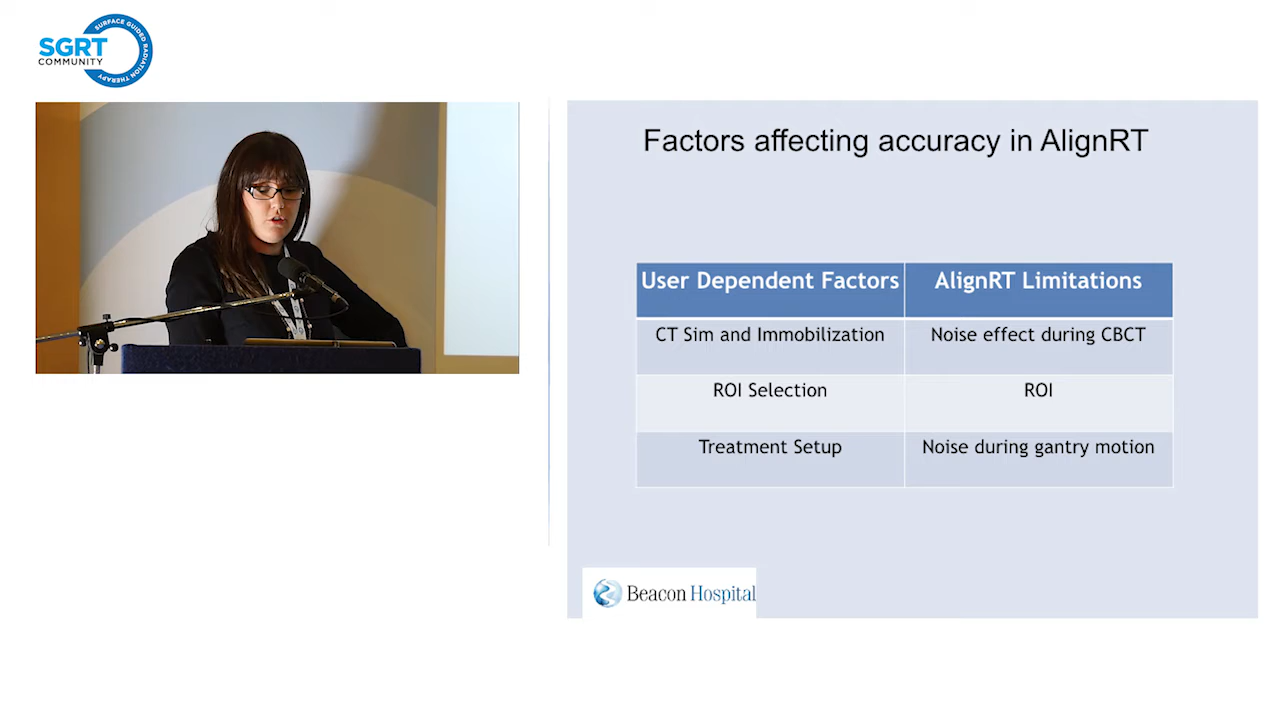 SURFACE GUIDED RADIATION THERAPY
SGRT
COMMUNITY
Factors affecting accuracy in AlignRT
User Dependent Factors AlignRT Limitations
CT Sim and Immobilization Noise effect during CBCT
ROI Selection ROI
Treatment Setup Noise during gantry motion
Beacon Hospital